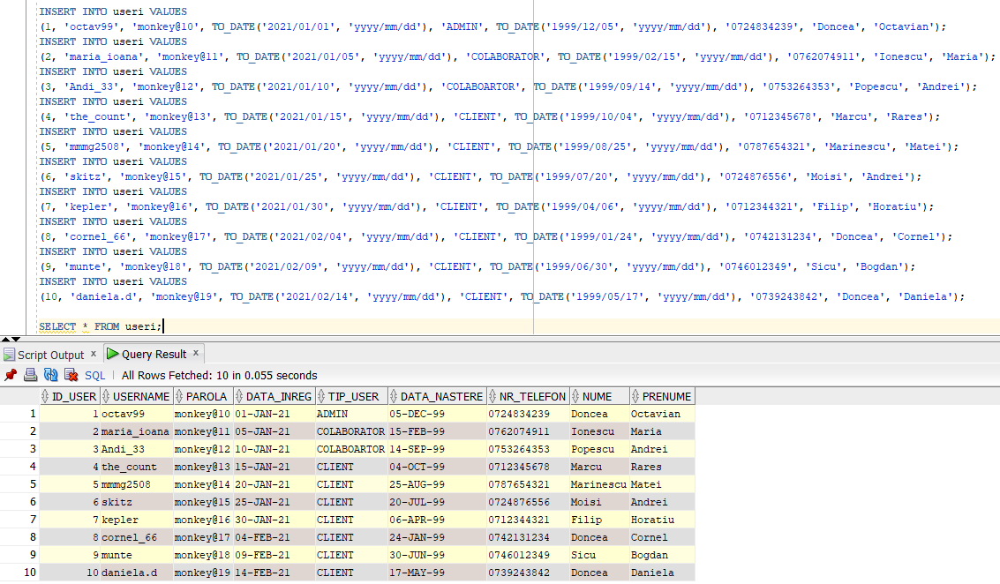 INSERT INTO useri VALUES
(1, 'octav99', 'monkey@10', TO_DATE('2021/01/01', 'yyyy/mm/dd'), 'ADMIN', TO_DATE('1999/12/05', 'yyyy/mm/dd'), '0724834239', 'Doncea', 'Octavian');
INSERT INTO useri VALUES
(2, 'maria_ioana', 'monkey@11', TO_DATE('2021/01/05', 'yyyy/mm/dd'), 'COLABORATOR', TO_DATE('1999/02/15', 'yyyy/mm/dd'), '0762074911', 'Ionescu', 'Maria');
INSERT INTO useri VALUES
(3, 'Andi_33', 'monkey@12', TO_DATE('2021/01/10', 'yyyy/mm/dd'), 'COLABOARTOR', TO_DATE('1999/09/14', 'yyyy/mm/dd'), '0753264353', 'Popescu', 'Andrei');
INSERT INTO useri VALUES
(4, 'the_count', 'monkey@13', TO_DATE('2021/01/15', 'yyyy/mm/dd'), 'CLIENT', TO_DATE('1999/10/04', 'yyyy/mm/dd'), '0712345678', 'Marcu', 'Rares');
INSERT INTO useri VALUES
(5, 'mmmg2508', 'monkey@14', TO_DATE('2021/01/20', 'yyyy/mm/dd'), 'CLIENT', TO_DATE('1999/08/25', 'yyyy/mm/dd'), '0787654321', 'Marinescu', 'Matei');
INSERT INTO useri VALUES
(6, 'skitz', 'monkey@15', TO_DATE('2021/01/25', 'yyyy/mm/dd'), 'CLIENT', TO_DATE('1999/07/20', 'yyyy/mm/dd'), '0724876556', 'Moisi', 'Andrei');
INSERT INTO useri VALUES
(7, 'kepler', 'monkey@16', TO_DATE('2021/01/30', 'yyyy/mm/dd'), 'CLIENT', TO_DATE('1999/04/06', 'yyyy/mm/dd'), '0712344321', 'Filip', 'Horatiu');
INSERT INTO useri VALUES
(8, 'cornel_66', 'monkey@17', TO_DATE('2021/02/04', 'yyyy/mm/dd'), 'CLIENT', TO_DATE('1999/01/24', 'yyyy/mm/dd'), '0742131234', 'Doncea', 'Cornel');
INSERT INTO useri VALUES
(9, 'munte', 'monkey@18', TO_DATE('2021/02/09', 'yyyy/mm/dd'), 'CLIENT', TO_DATE('1999/06/30', 'yyyy/mm/dd'), '0746012349', 'Sicu', 'Bogdan');
INSERT INTO useri VALUES
(10, 'daniela.d', 'monkey@19', TO_DATE('2021/02/14', 'yyyy/mm/dd'), 'CLIENT', TO_DATE('1999/05/17', 'yyyy/mm/dd'), '0739243842', 'Doncea', 'Daniela');
SELECT * FROM useri;
Script Output x Query Result x
SQL | All Rows Fetched: 10 in 0.055 seconds
ID_USER USERNAME PAROLA DATA_INREG TIP_USER DATA_NASTERE NR_TELEFON NUME PRENUME
1 1 octav99 monkey@10 01-JAN-21 ADMIN 05-DEC-99 0724834239 Doncea Octavian
2 2 maria_ioana monkey@11 05-JAN-21 COLABORATOR 15-FEB-99 0762074911 Ionescu Maria
3 3 Andi_33 monkey@12 10-JAN-21 COLABOARTOR 14-SEP-99 0753264353 Popescu Andrei
4 4 the_count monkey@13 15-JAN-21 CLIENT 04-OCT-99 0712345678 Marcu Rares
5 5 mmmg2508 monkey@14 20-JAN-21 CLIENT 25-AUG-99 0787654321 Marinescu Matei
6 6 skitz monkey@15 25-JAN-21 CLIENT 20-JUL-99 0724876556 Moisi Andrei
7 7 kepler monkey@16 30-JAN-21 CLIENT 06-APR-99 0712344321 Filip Horatiu
8 8 cornel_66 monkey@17 04-FEB-21 CLIENT 24-JAN-99 0742131234 Doncea Cornel
9 9 munte monkey@18 09-FEB-21 CLIENT 30-JUN-99 0746012349 Sicu Bogdan
10 10 daniela.d monkey@19 14-FEB-21 CLIENT 17-MAY-99 0739243842 Doncea Daniela